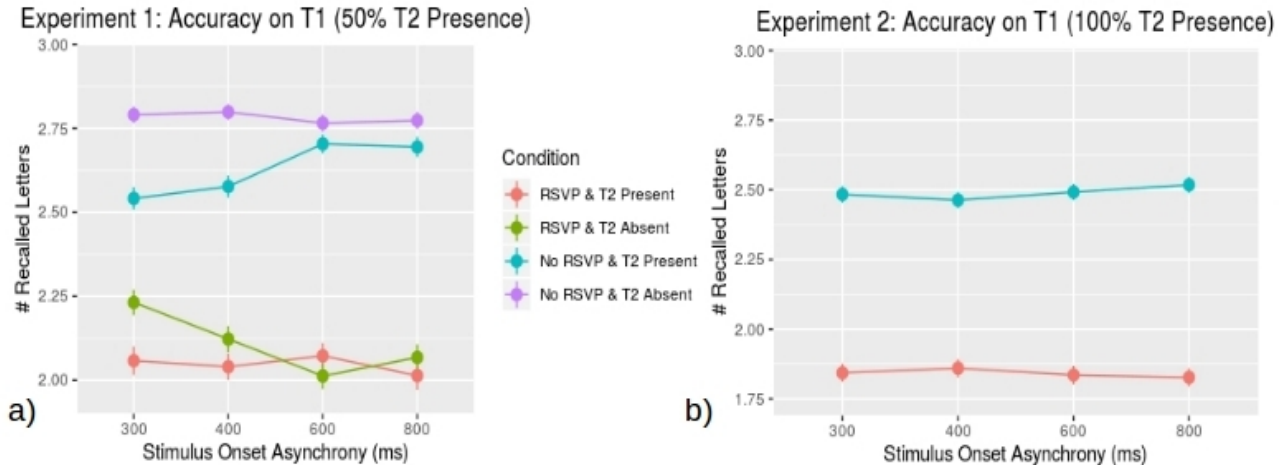 Experiment 1: Accuracy on T1 (50% T2 Presence)
3.00
2.75
2.50
2.25
2.00
# Recalled Letters
300 400 600 800
Stimulus Onset Asynchrony (ms)
a)
Condition
RSVP & T2 Present
RSVP & T2 Absent
No RSVP & T2 Present
No RSVP & T2 Absent
Experiment 2: Accuracy on T1 (100% T2 Presence)
3.00
2.75
2.50
2.25
2.00
1.75
# Recalled Letters
300 400 600 800
Stimulus Onset Asynchrony (ms)
b)